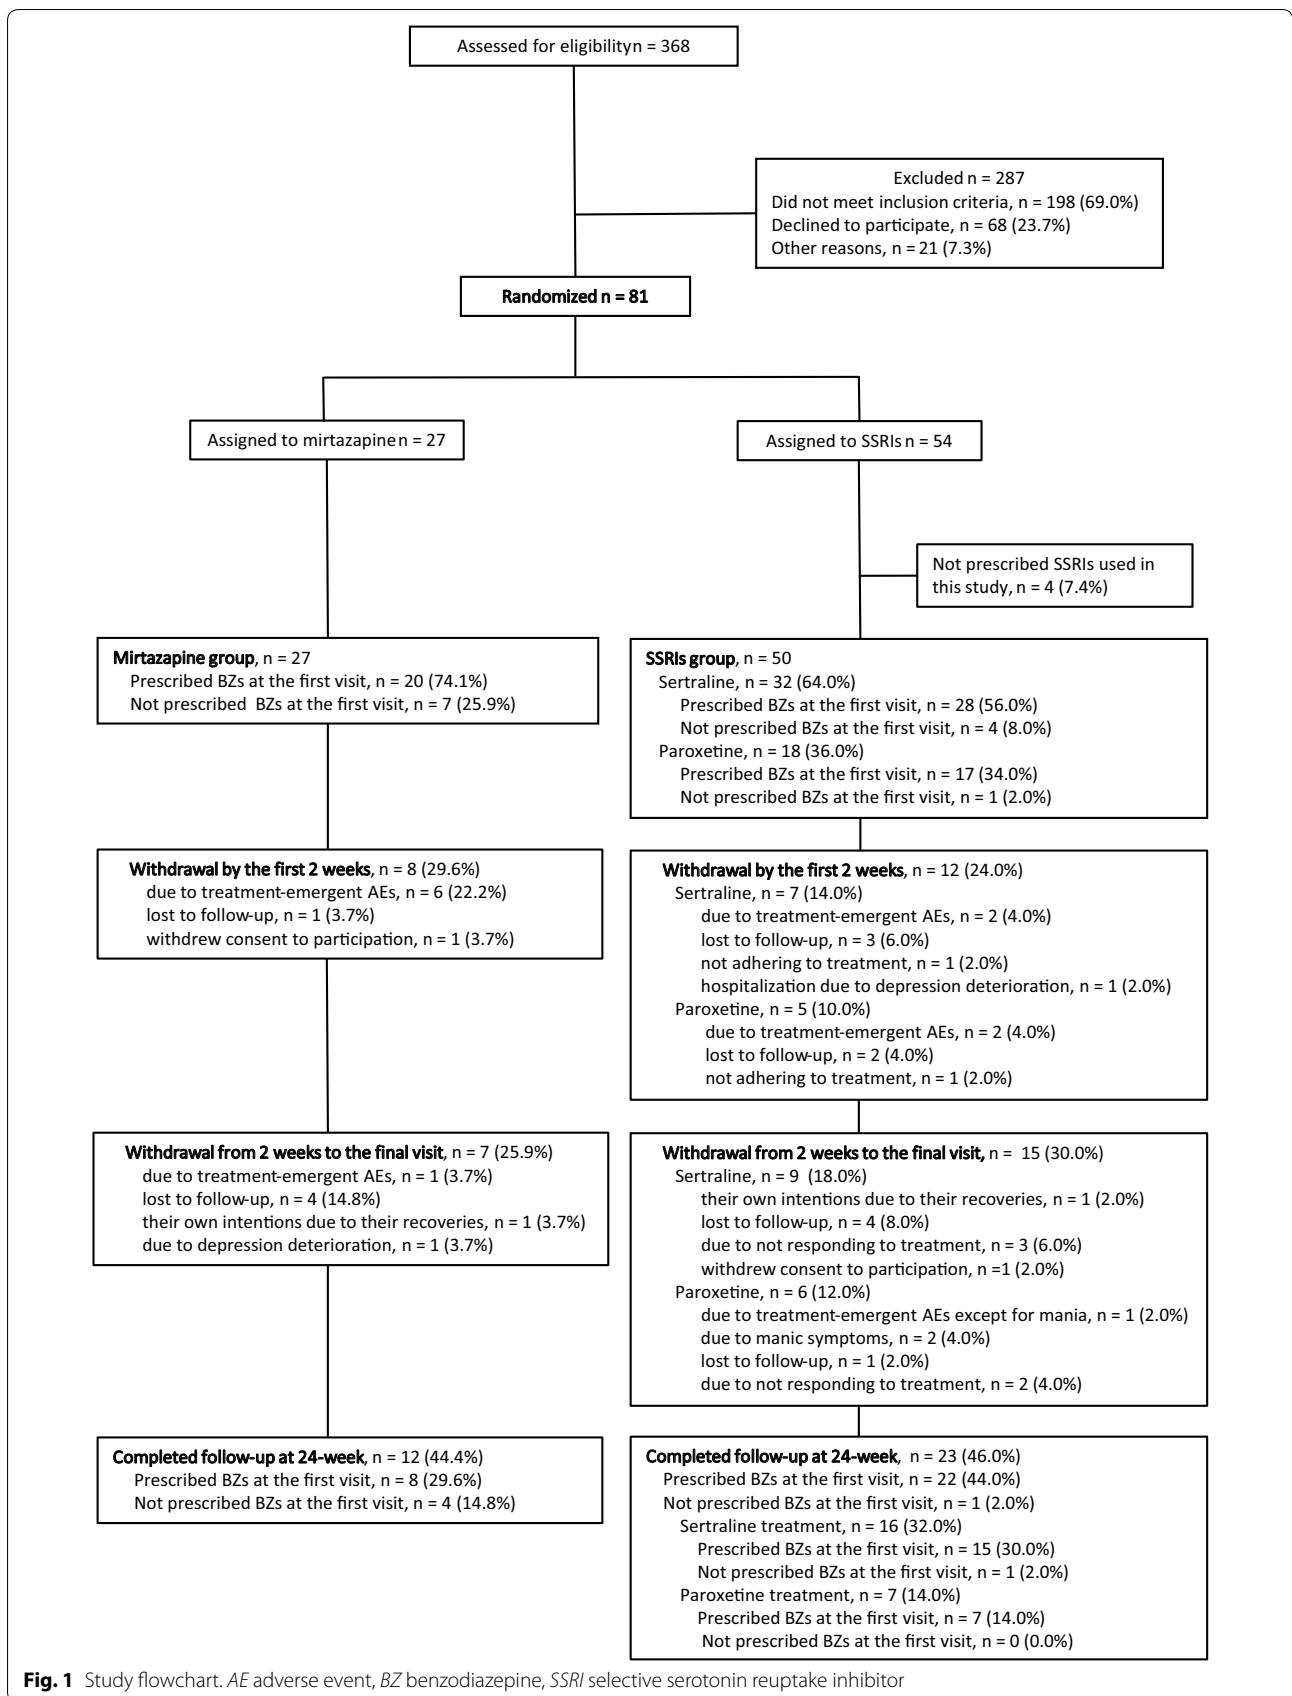 Assessed for eligibility n = 368
Excluded n = 287
Did not meet inclusion criteria, n = 198 (69.0%)
Declined to participate, n = 68 (23.7%)
Other reasons, n = 21 (7.3%)
Randomized n = 81
Assigned to mirtazapine n = 27
Assigned to SSRIs n = 54
Not prescribed SSRIs used in
this study, n = 4 (7.4%)
Mirtazapine group, n = 27
Prescribed BZs at the first visit, n = 20 (74.1%)
Not prescribed BZs at the first visit, n = 7 (25.9%)
SSRIs group, n = 50
Sertraline, n = 32 (64.0%)
Prescribed BZs at the first visit, n = 28 (56.0%)
Not prescribed BZs at the first visit, n = 4 (8.0%)
Paroxetine, n = 18 (36.0%)
Prescribed BZs at the first visit, n = 17 (34.0%)
Not prescribed BZs at the first visit, n = 1 (2.0%)
Withdrawal by the first 2 weeks, n = 8 (29.6%)
due to treatment-emergent AEs, n = 6 (22.2%)
lost to follow-up, n = 1 (3.7%)
withdrew consent to participation, n = 1 (3.7%)
Withdrawal by the first 2 weeks, n = 12 (24.0%)
Sertraline, n = 7 (14.0%)
due to treatment-emergent AEs, n = 2 (4.0%)
lost to follow-up, n = 3 (6.0%)
not adhering to treatment, n = 1 (2.0%)
hospitalization due to depression deterioration, n = 1 (2.0%)
Paroxetine, n = 5 (10.0%)
due to treatment-emergent AEs, n = 2 (4.0%)
lost to follow-up, n = 2 (4.0%)
not adhering to treatment, n = 1 (2.0%)
Withdrawal from 2 weeks to the final visit, n = 7 (25.9%)
due to treatment-emergent AEs, n = 1 (3.7%)
lost to follow-up, n = 4 (14.8%)
their own intentions due to their recoveries, n = 1 (3.7%)
due to depression deterioration, n = 1 (3.7%)
Withdrawal from 2 weeks to the final visit, n = 15 (30.0%)
Sertraline, n = 9 (18.0%)
their own intentions due to their recoveries, n = 1 (2.0%)
lost to follow-up, n = 4 (8.0%)
due to not responding to treatment, n = 3 (6.0%)
withdrew consent to participation, n =1 (2.0%)
Paroxetine, n = 6 (12.0%)
due to treatment-emergent AEs except for mania, n = 1 (2.0%)
due to manic symptoms, n = 2 (4.0%)
lost to follow-up, n = 1 (2.0%)
due to not responding to treatment, n = 2 (4.0%)
Completed follow-up at 24-week, n = 12 (44.4%)
Prescribed BZs at the first visit, n = 8 (29.6%)
Not prescribed BZs at the first visit, n = 4 (14.8%)
Completed follow-up at 24-week, n = 23 (46.0%)
Prescribed BZs at the first visit, n = 22 (44.0%)
Not prescribed BZs at the first visit, n = 1 (2.0%)
Sertraline treatment, n = 16 (32.0%)
Prescribed BZs at the first visit, n = 15 (30.0%)
Not prescribed BZs at the first visit, n = 1 (2.0%)
Paroxetine treatment, n = 7 (14.0%)
Prescribed BZs at the first visit, n = 7 (14.0%)
Not prescribed BZs at the first visit, n = 0 (0.0%)
Fig. 1 Study flowchart. AE adverse event, BZ benzodiazepine, SSRI selective serotonin reuptake inhibitor